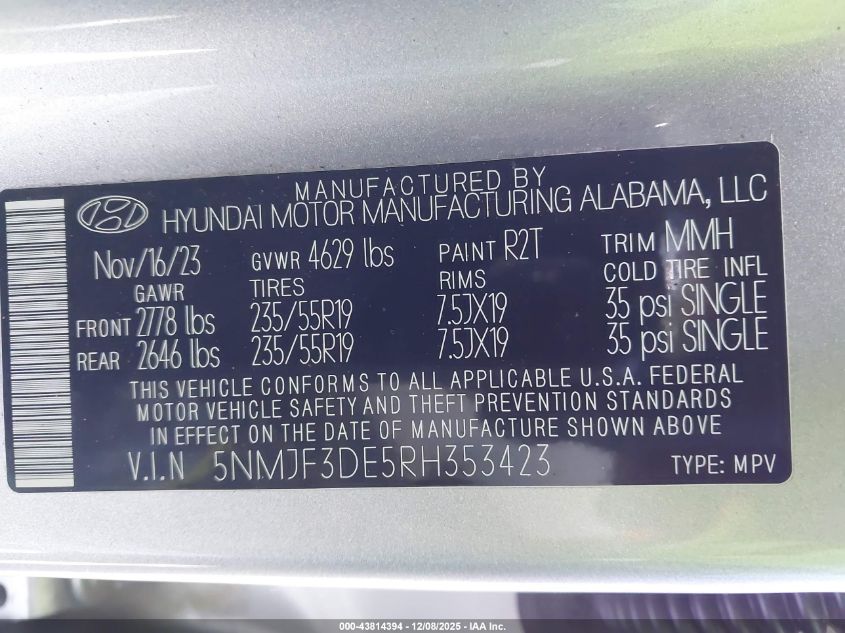 MANUFACTURED BY
HYUNDAI MOTOR MANUFACTURING ALABAMA, LLC
Nov/16/23 GVWR 4629 lbs PAINT R2T TRIM MMH
GAWR TIRES RIMS COLD TIRE INFL
FRONT 2778 lbs 235/55R19 7.5JX19 35 psi SINGLE
REAR 2646 lbs 235/55R19 7.5JX19 35 psi SINGLE
THIS VEHICLE CONFORMS TO ALL APPLICABLE U.S.A. FEDERAL
MOTOR VEHICLE SAFETY AND THEFT PREVENTION STANDARDS
IN EFFECT ON THE DATE OF MANUFACTURE SHOWN ABOVE
V.I.N 5NMJF3DE5RH353423 TYPE: MPV
000-43814394 - 12/08/2025 - IAA Inc.